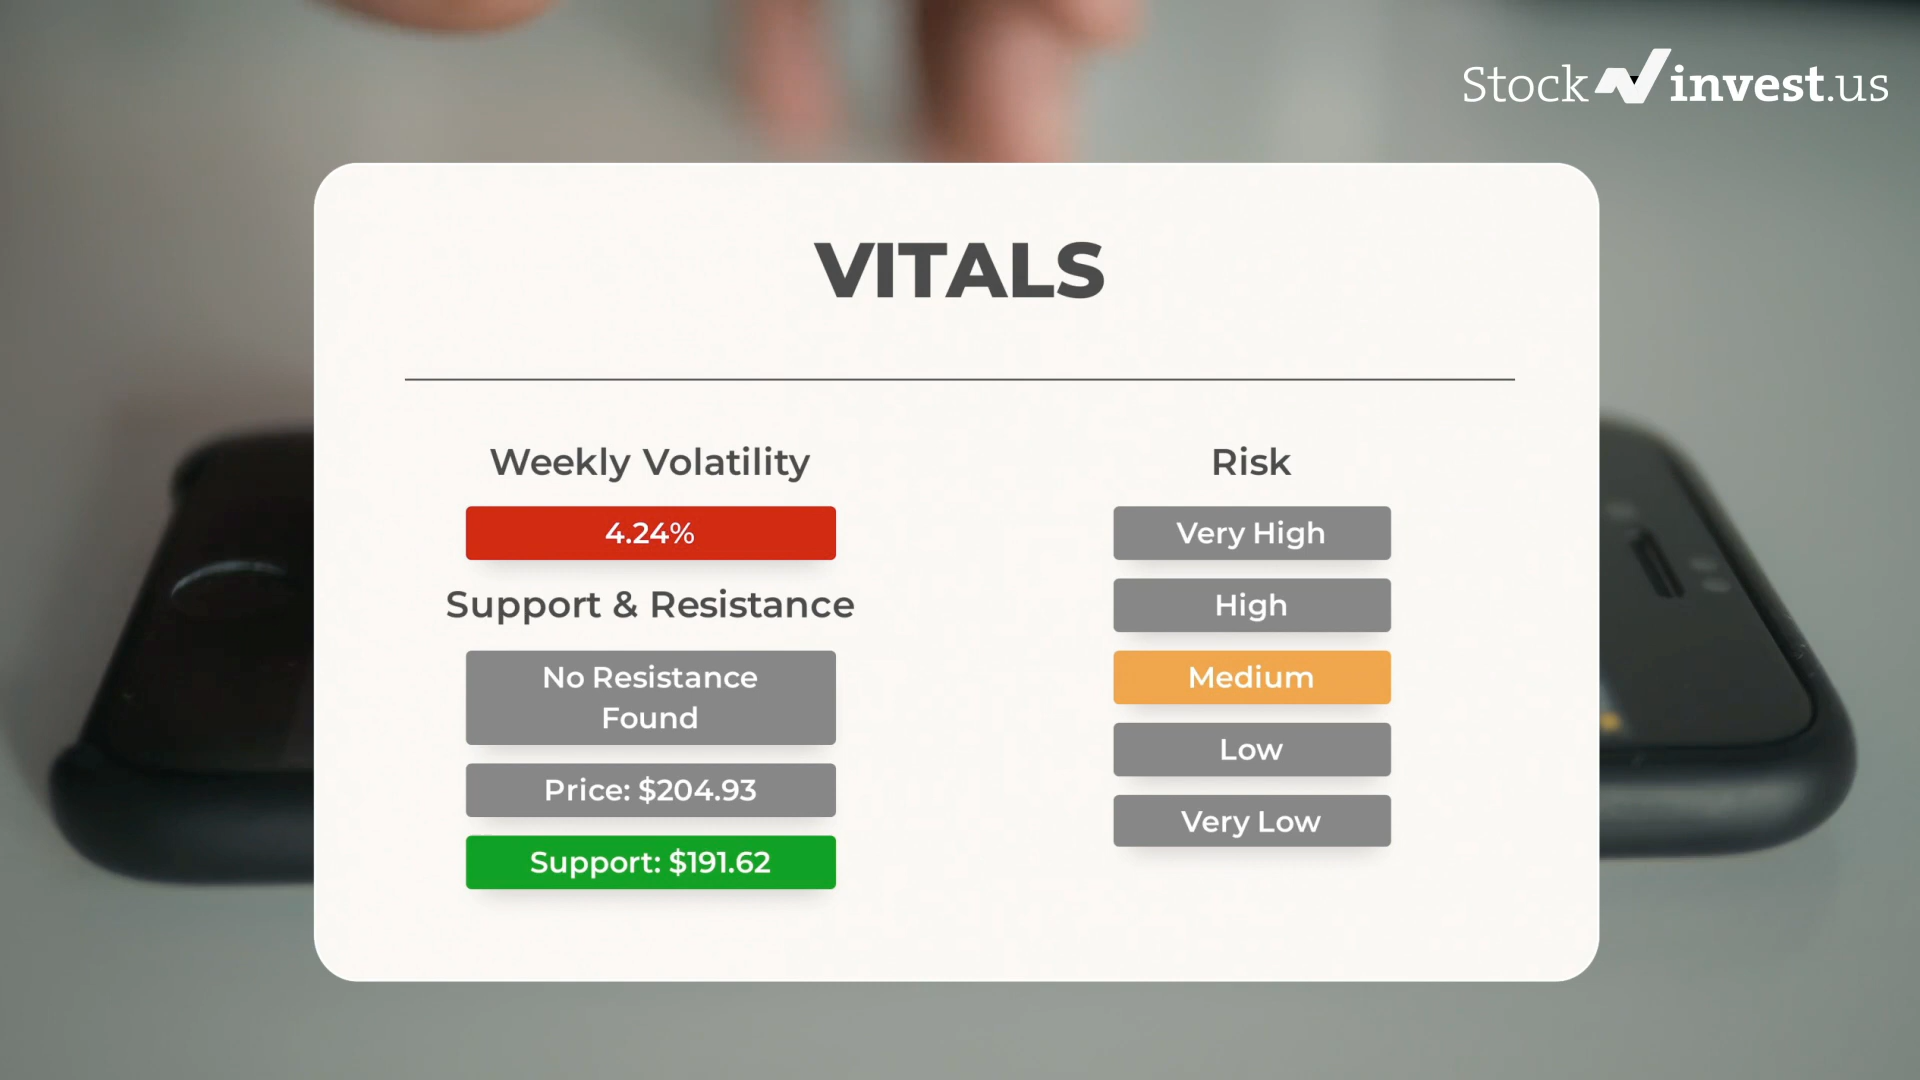 Stock invest.us
VITALS
Weekly Volatility
4.24%
Support & Resistance
No Resistance
Found
Price: $204.93
Support: $191.62
Risk
Very High
High
Medium
Low
Very Low